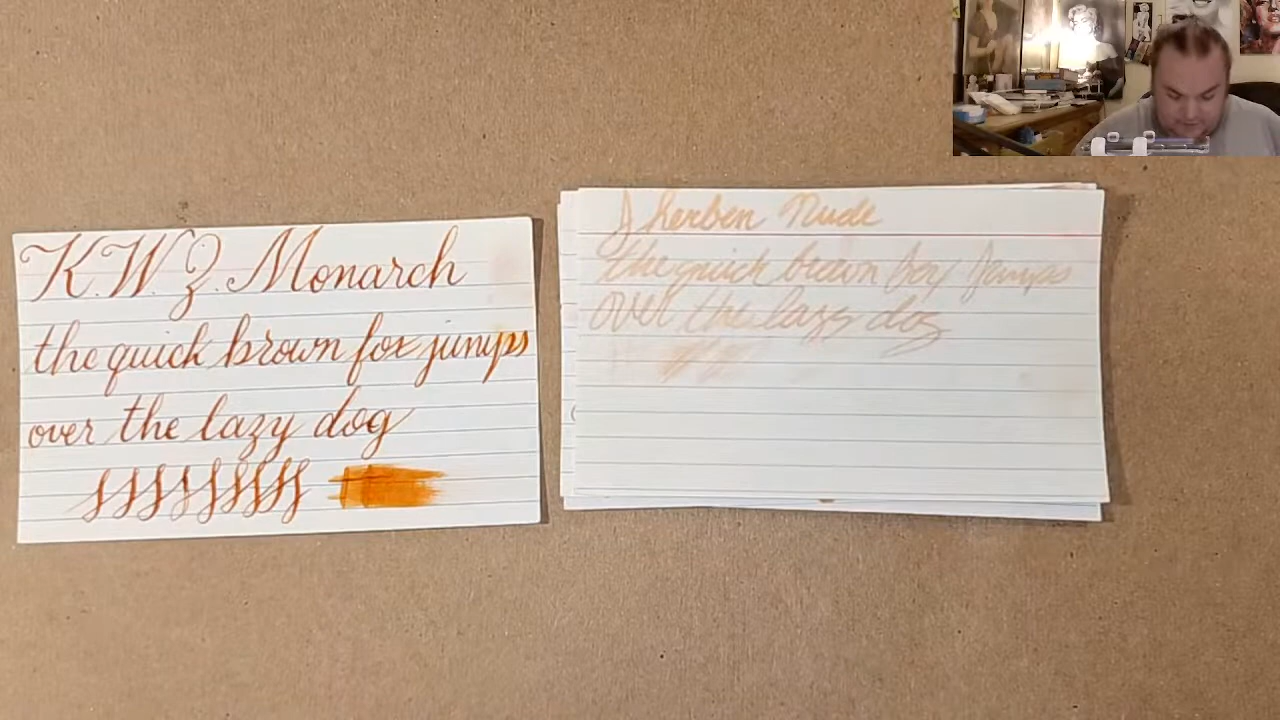 K.W.Z. Monarch
the quick brown fox jumps
over the lazy dog
J herben Nude
the quick brown fox Jumps
over the lazy dog